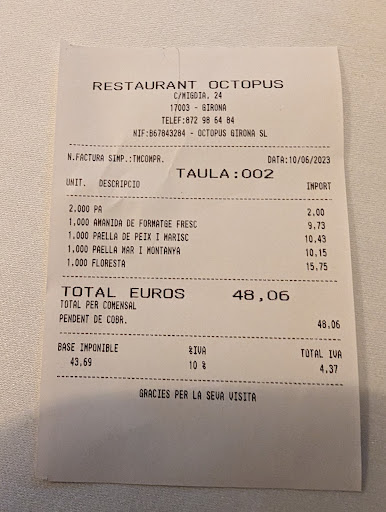 RESTAURANT OCTOPUS
C/MIGDIA, 24
17003 - GIRONA
TELEF:872 98 64 84
NIF:B67843284 - OCTOPUS GIRONA SL
N.FACTURA SIMP.:TMCOMPR. DATA:10/06/2023
TAULA:002
UNIT. DESCRIPCIO IMPORT
2.000 PA 2.00
1,000 AMANIDA DE FORMATGE FRESC 9,73
1,000 PAELLA DE PEIX I MARISC 10,43
1,000 PAELLA MAR I MONTANYA 10,15
1,000 FLORESTA 15,75
TOTAL EUROS 48,06
TOTAL PER COMENSAL
PENDENT DE COBR. 48.06
BASE IMPONIBLE %IVA TOTAL IVA
43,69 10 % 4,37
GRACIES PER LA SEVA VISITA